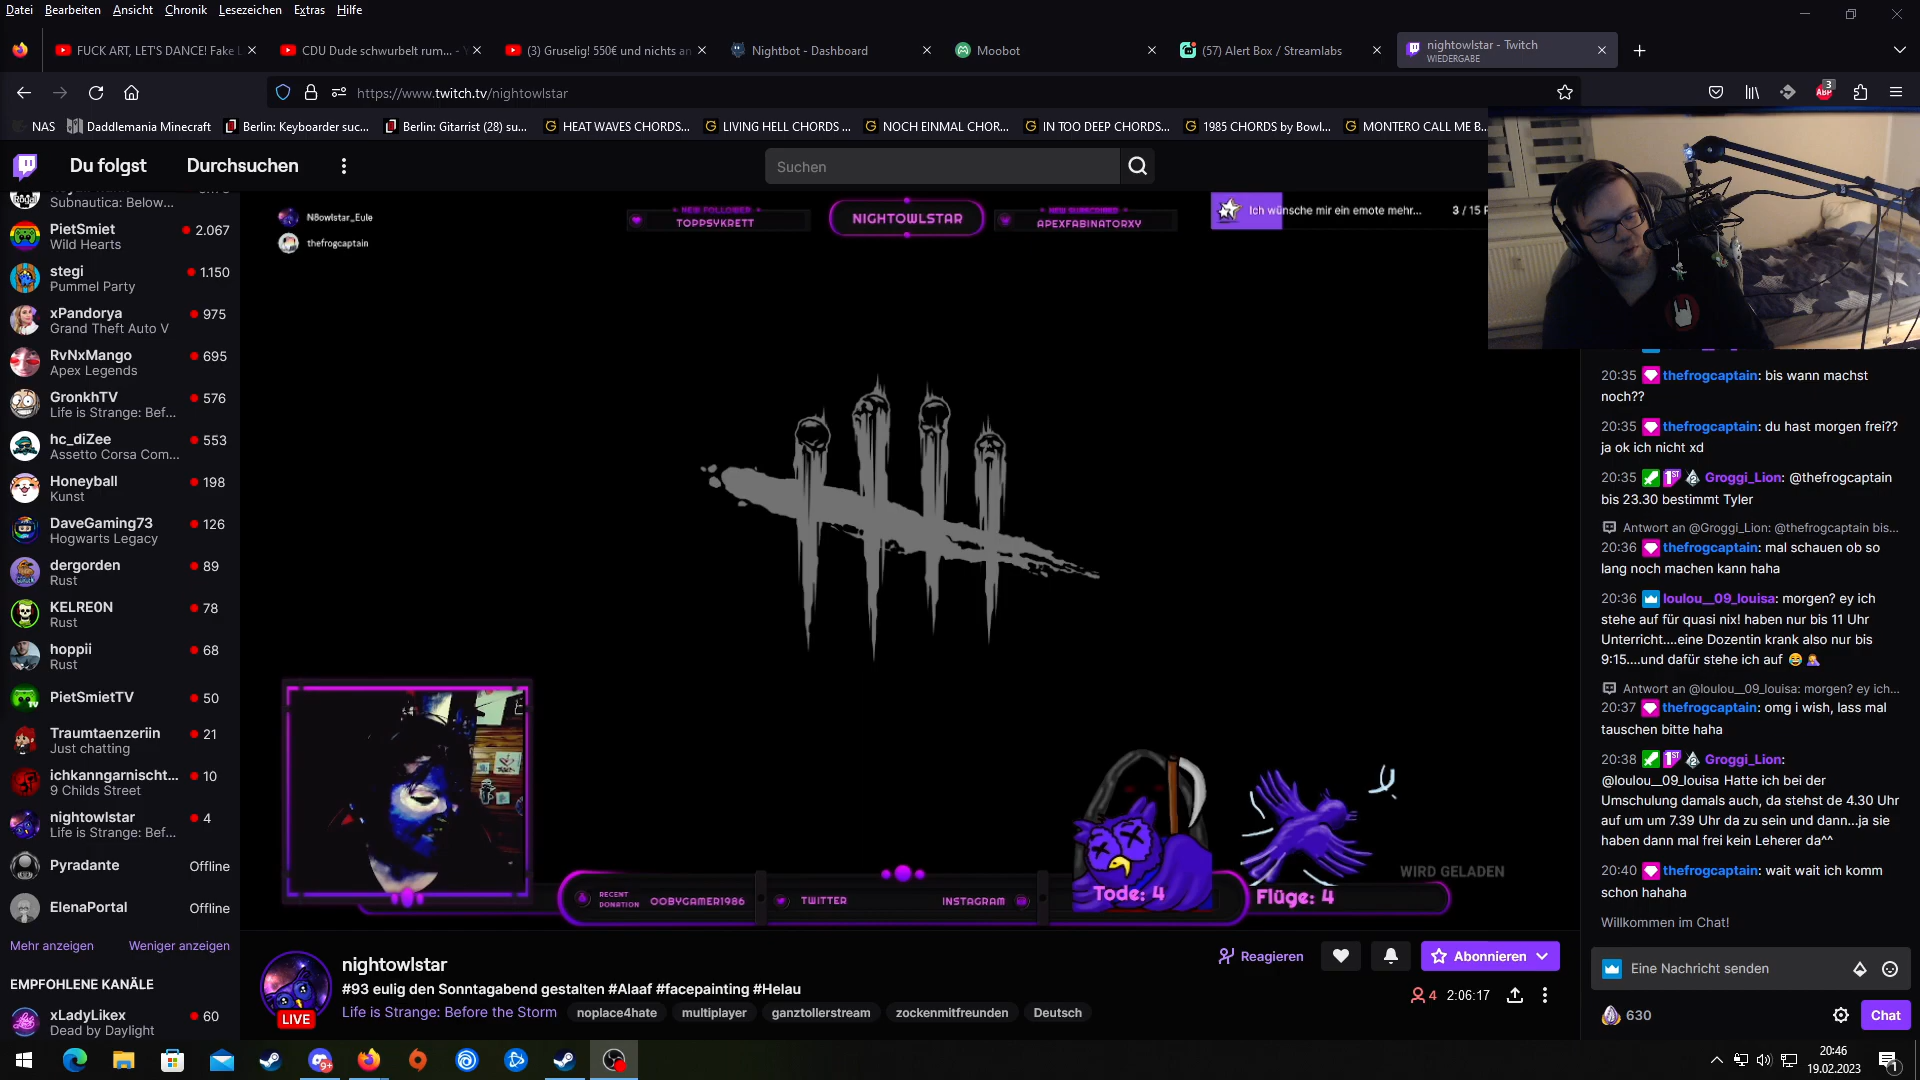 Datei Bearbeiten Ansicht Chronik Lesezeichen Extras Hilfe
FUCK ART, LET'S DANCE! Fake
CDU Dude schwurbelt rum... - Y
(3) Gruselig! 550€ und nichts an
Nightbot - Dashboard
Moobot
(57) Alert Box / Streamlabs
nightowlstar - Twitch
WIEDERGABE
https://www.twitch.tv/nightowlstar
3
ABP
NAS
Daddlemania Minecraft
Berlin: Keyboarder suc...
Berlin: Gitarrist (28) su...
HEAT WAVES CHORDS...
LIVING HELL CHORDS ...
NOCH EINMAL CHOR...
IN TOO DEEP CHORDS...
1985 CHORDS by Bowl...
MONTERO CALL ME B...
Du folgst
Durchsuchen
Suchen
Subnautica: Below...
PietSmiet
2.067
Wild Hearts
stegi
1.150
Pummel Party
xPandorya
975
Grand Theft Auto V
RvNxMango
695
Apex Legends
GronkhTV
576
Life is Strange: Bef...
hc_diZee
553
Assetto Corsa Com...
Honeyball
198
Kunst
DaveGaming73
126
Hogwarts Legacy
dergorden
89
Rust
KELRE0N
78
Rust
hoppii
68
Rust
PietSmietTV
50
Traumtaenzeriin
21
Just chatting
ichkanngarnischt...
10
9 Childs Street
nightowlstar
4
Life is Strange: Bef...
Pyradante
Offline
ElenaPortal
Offline
Mehr anzeigen
Weniger anzeigen
EMPFOHLENE KANÄLE
xLadyLikex
60
Dead by Daylight
N8owlstar_Eule
thefrogcaptain
NEW FOLLOWER
TOPPSYKRETT
NIGHTOWLSTAR
NEW SUBSCRIBER
APEXFABINATORXY
Ich wünsche mir ein emote mehr...
3 / 15 P
RECENT
DONATION
OOBYGAMER1986
TWITTER
INSTAGRAM
Tode: 4
Flüge: 4
WIRD GELADEN
LIVE
nightowlstar
#93 eulig den Sonntagabend gestalten #Alaaf #facepainting #Helau
Life is Strange: Before the Storm
noplace4hate
multiplayer
ganztollerstream
zockenmitfreunden
Deutsch
Reagieren
Abonnieren
4
2:06:17
20:35 thefrogcaptain: bis wann machst
noch??
20:35 thefrogcaptain: du hast morgen frei??
ja ok ich nicht xd
20:35 Groggi_Lion: @thefrogcaptain
bis 23.30 bestimmt Tyler
Antwort an @Groggi_Lion: @thefrogcaptain bis...
20:36 thefrogcaptain: mal schauen ob so
lang noch machen kann haha
20:36 loulou__09_louisa: morgen? ey ich
stehe auf für quasi nix! haben nur bis 11 Uhr
Unterricht....eine Dozentin krank also nur bis
9:15....und dafür stehe ich auf 😂 🤦‍♀️
Antwort an @loulou__09_louisa: morgen? ey ich...
20:37 thefrogcaptain: omg i wish, lass mal
tauschen bitte haha
20:38 Groggi_Lion:
@loulou__09_louisa Hatte ich bei der
Umschulung damals auch, da stehst de 4.30 Uhr
auf um um 7.39 Uhr da zu sein und dann...ja sie
haben dann mal frei kein Leherer da^^
20:40 thefrogcaptain: wait wait ich komm
schon hahaha
Willkommen im Chat!
Eine Nachricht senden
630
Chat
9+
20:46
19.02.2023
1